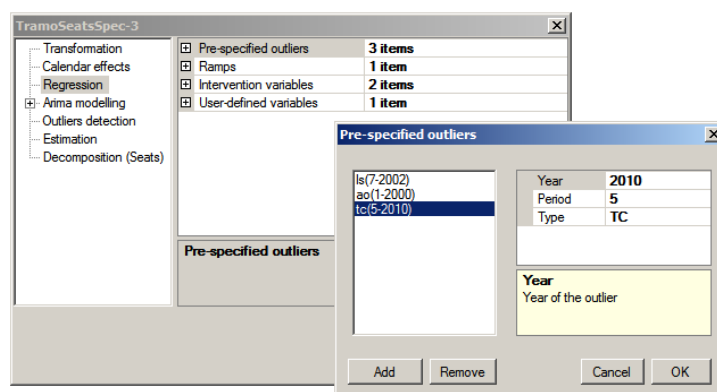 TramoSeatsSpec-3
Transformation
Calendar effects
Regression
Arima modelling
Outliers detection
Estimation
Decomposition (Seats)
Pre-specified outliers 3 items
Ramps 1 item
Intervention variables 2 items
User-defined variables 1 item
Pre-specified outliers
Pre-specified outliers
ls(7-2002)
ao(1-2000)
tc(5-2010)
Year 2010
Period 5
Type TC
Year
Year of the outlier
Add Remove Cancel OK